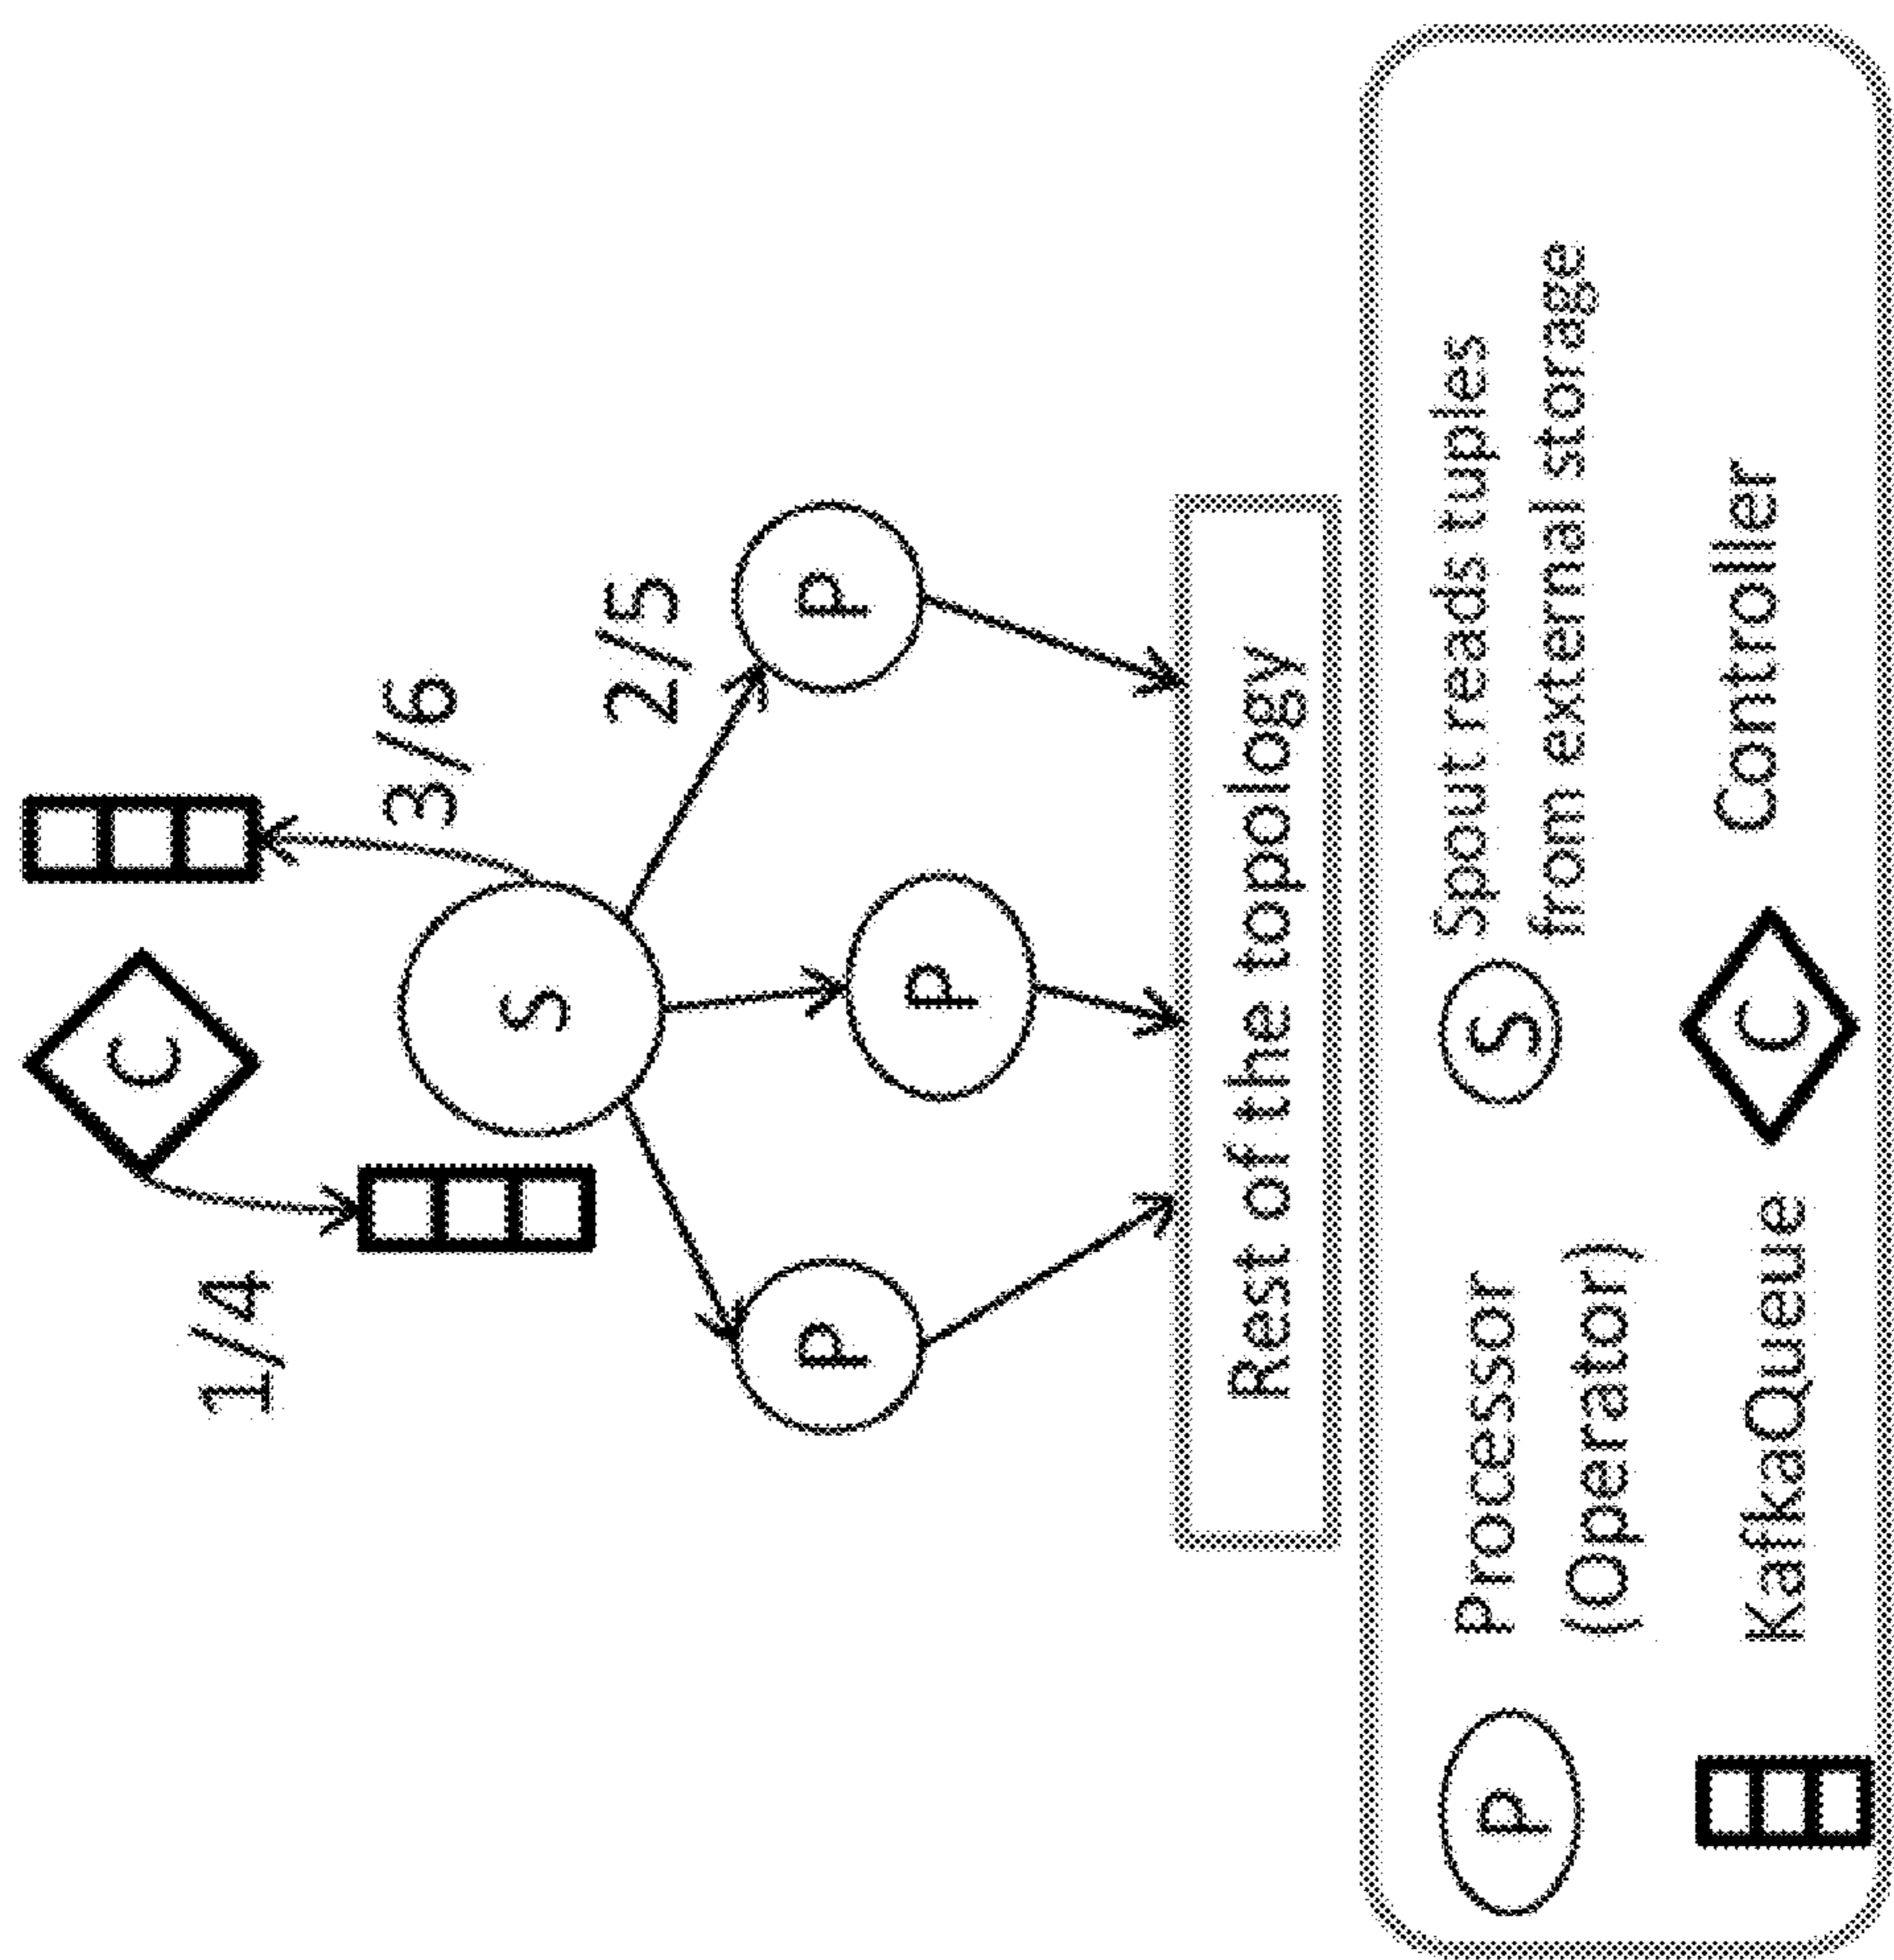 C
1/4
3/6
S
2/5
P
P
P
Rest of the topology
P
Processor
(Operator)
S
Spout reads tuples
from external storage
KafkaQueue
C
Controller